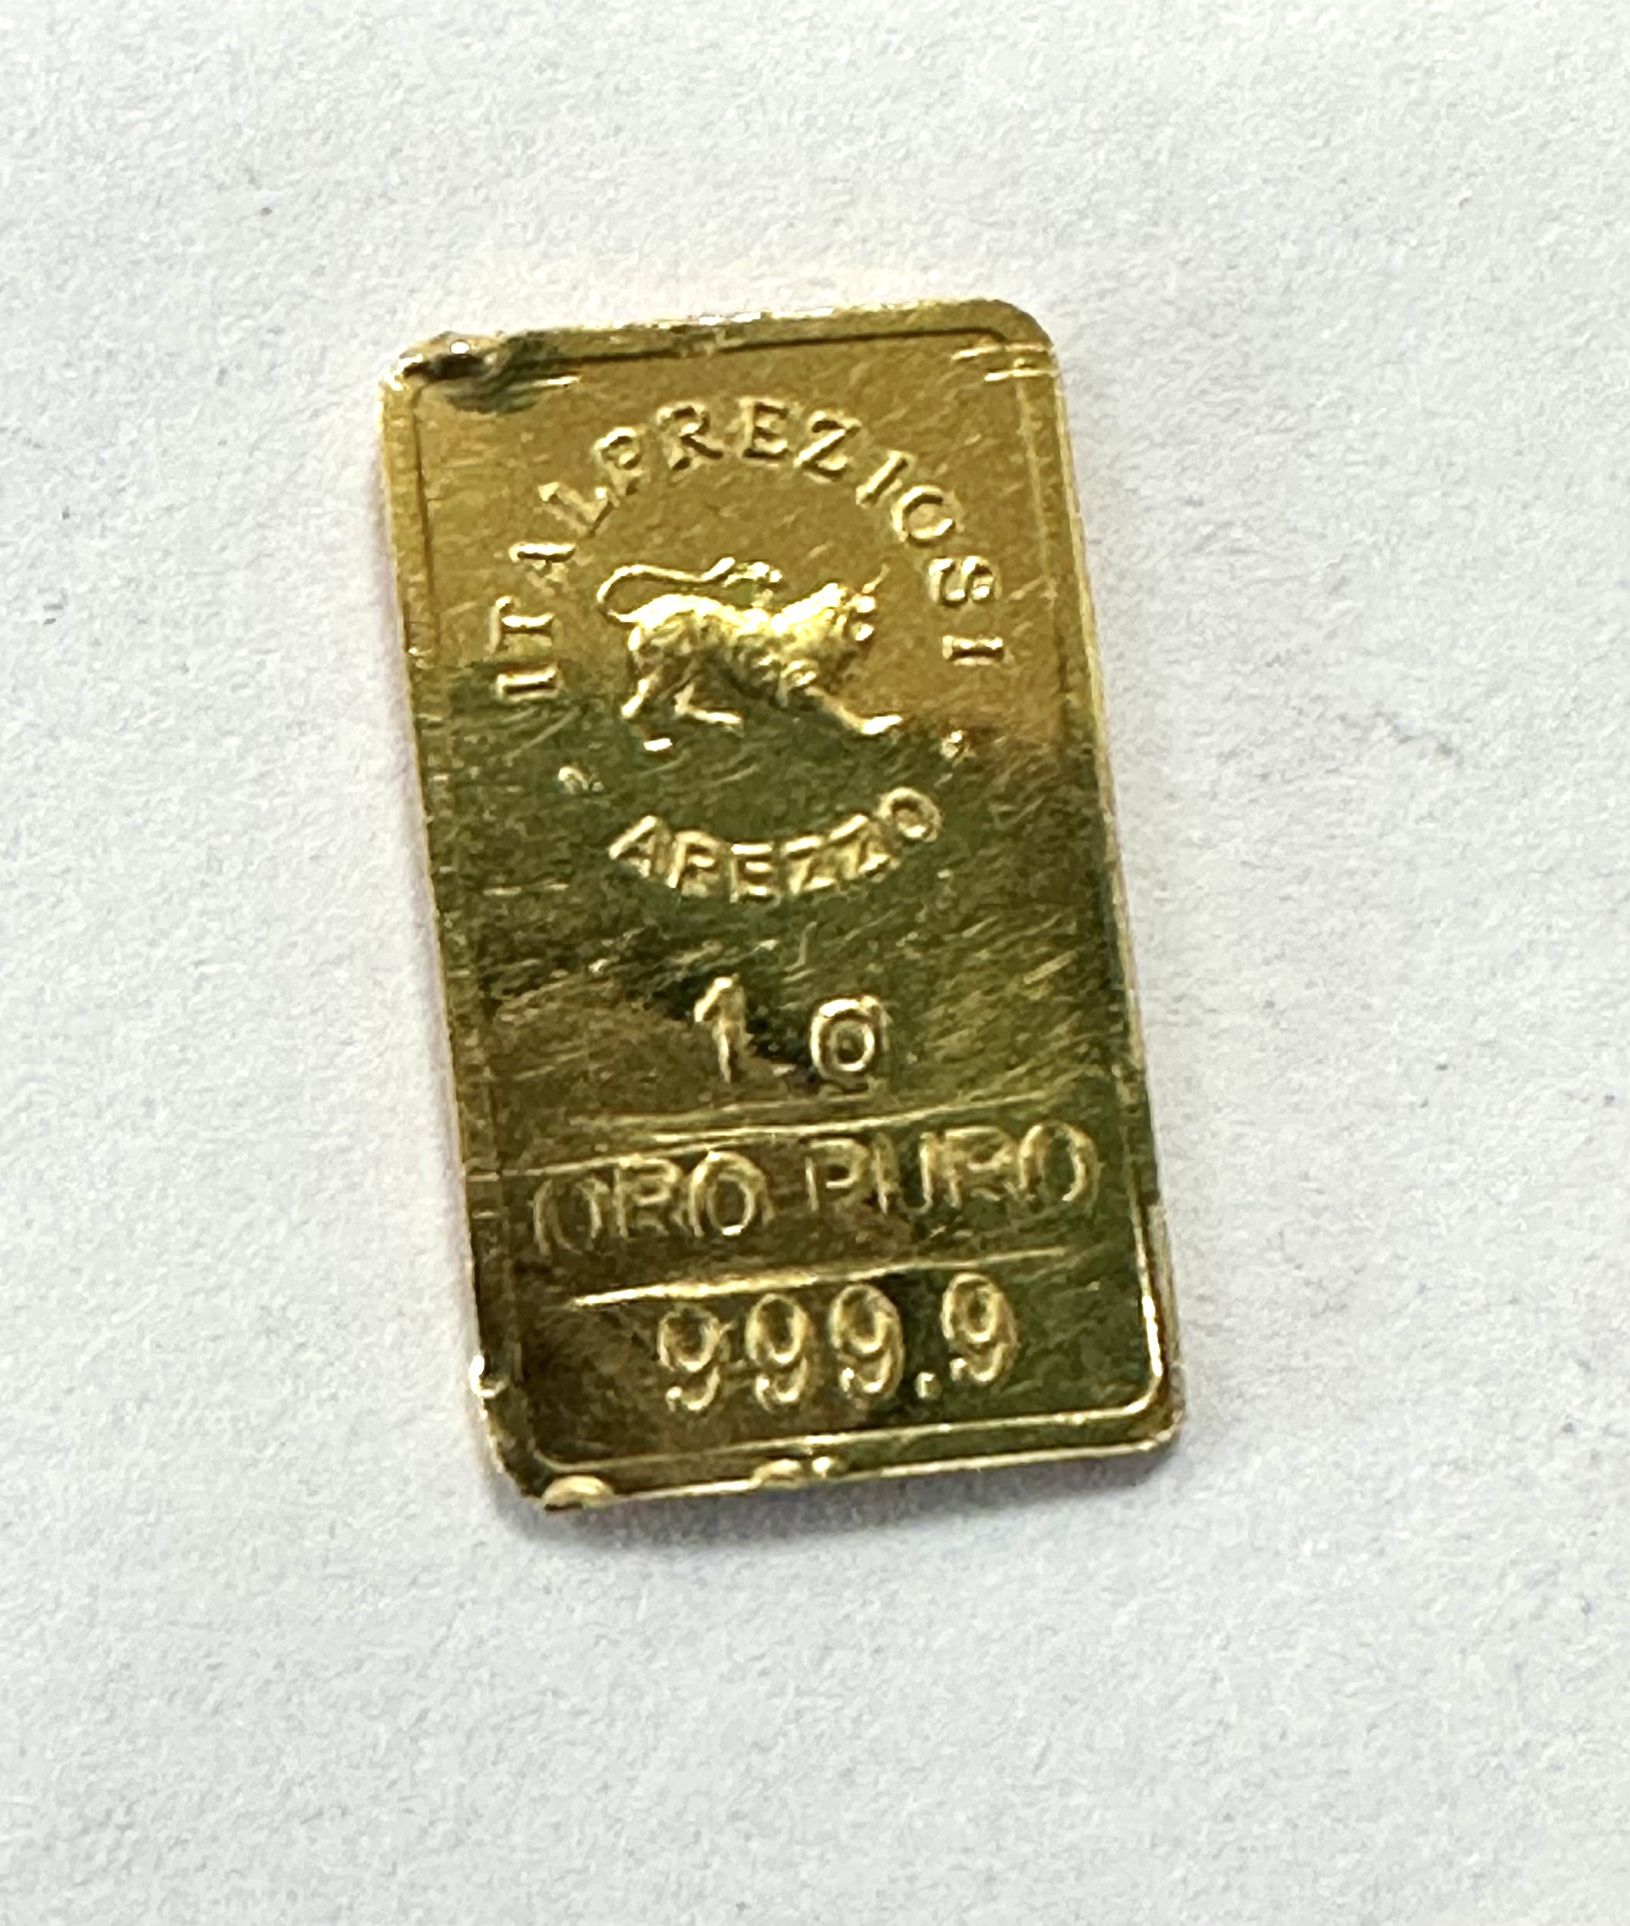 ITALPREZIOSI
AREZZO
1 g
ORO PURO
999.9